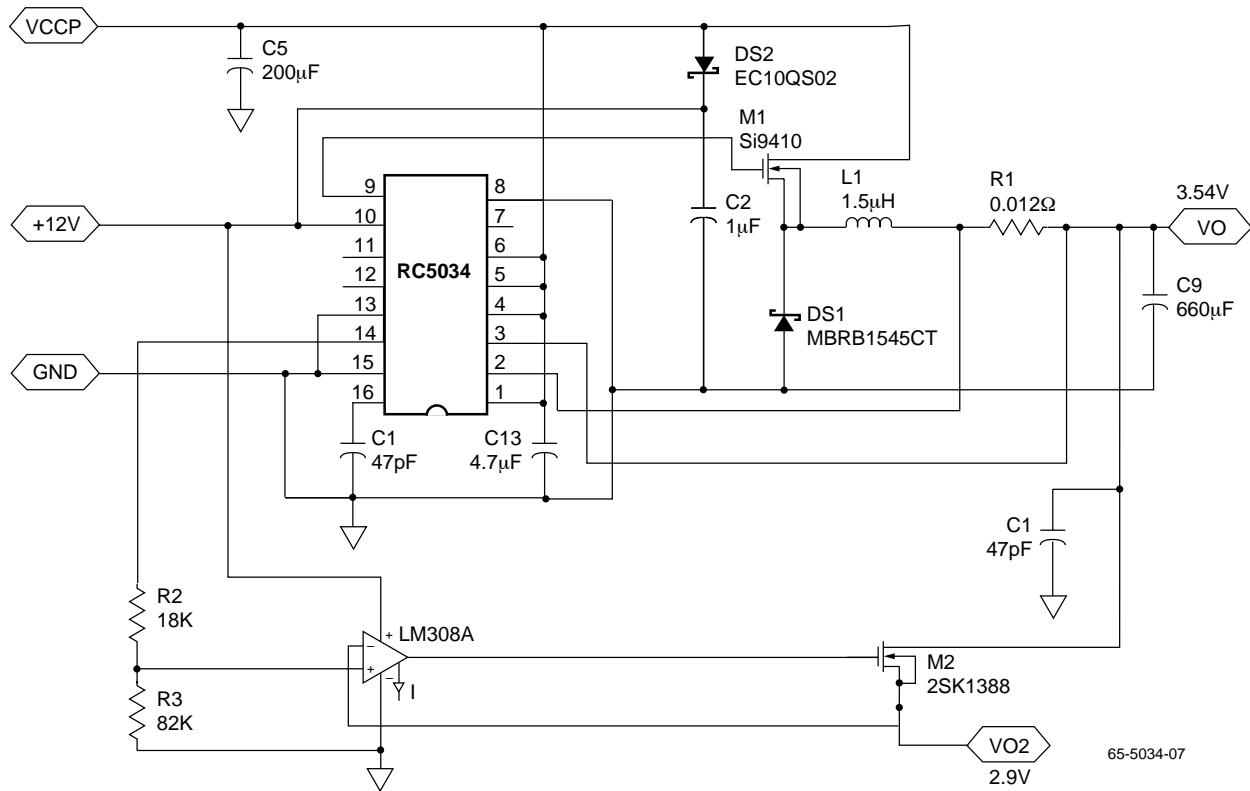 VCCP
C5
200µF
DS2
EC10QS02
M1
Si9410
L1
1.5µH
R1
0.012Ω
3.54V
VO
+12V
9
8
10
7
11
6
12
5
13
4
14
3
15
2
16
1
RC5034
C2
1µF
DS1
MBRB1545CT
C9
660µF
GND
C1
47pF
C13
4.7µF
C1
47pF
R2
18K
R3
82K
+
LM308A
–
+
–
I
M2
2SK1388
VO2
2.9V
65-5034-07